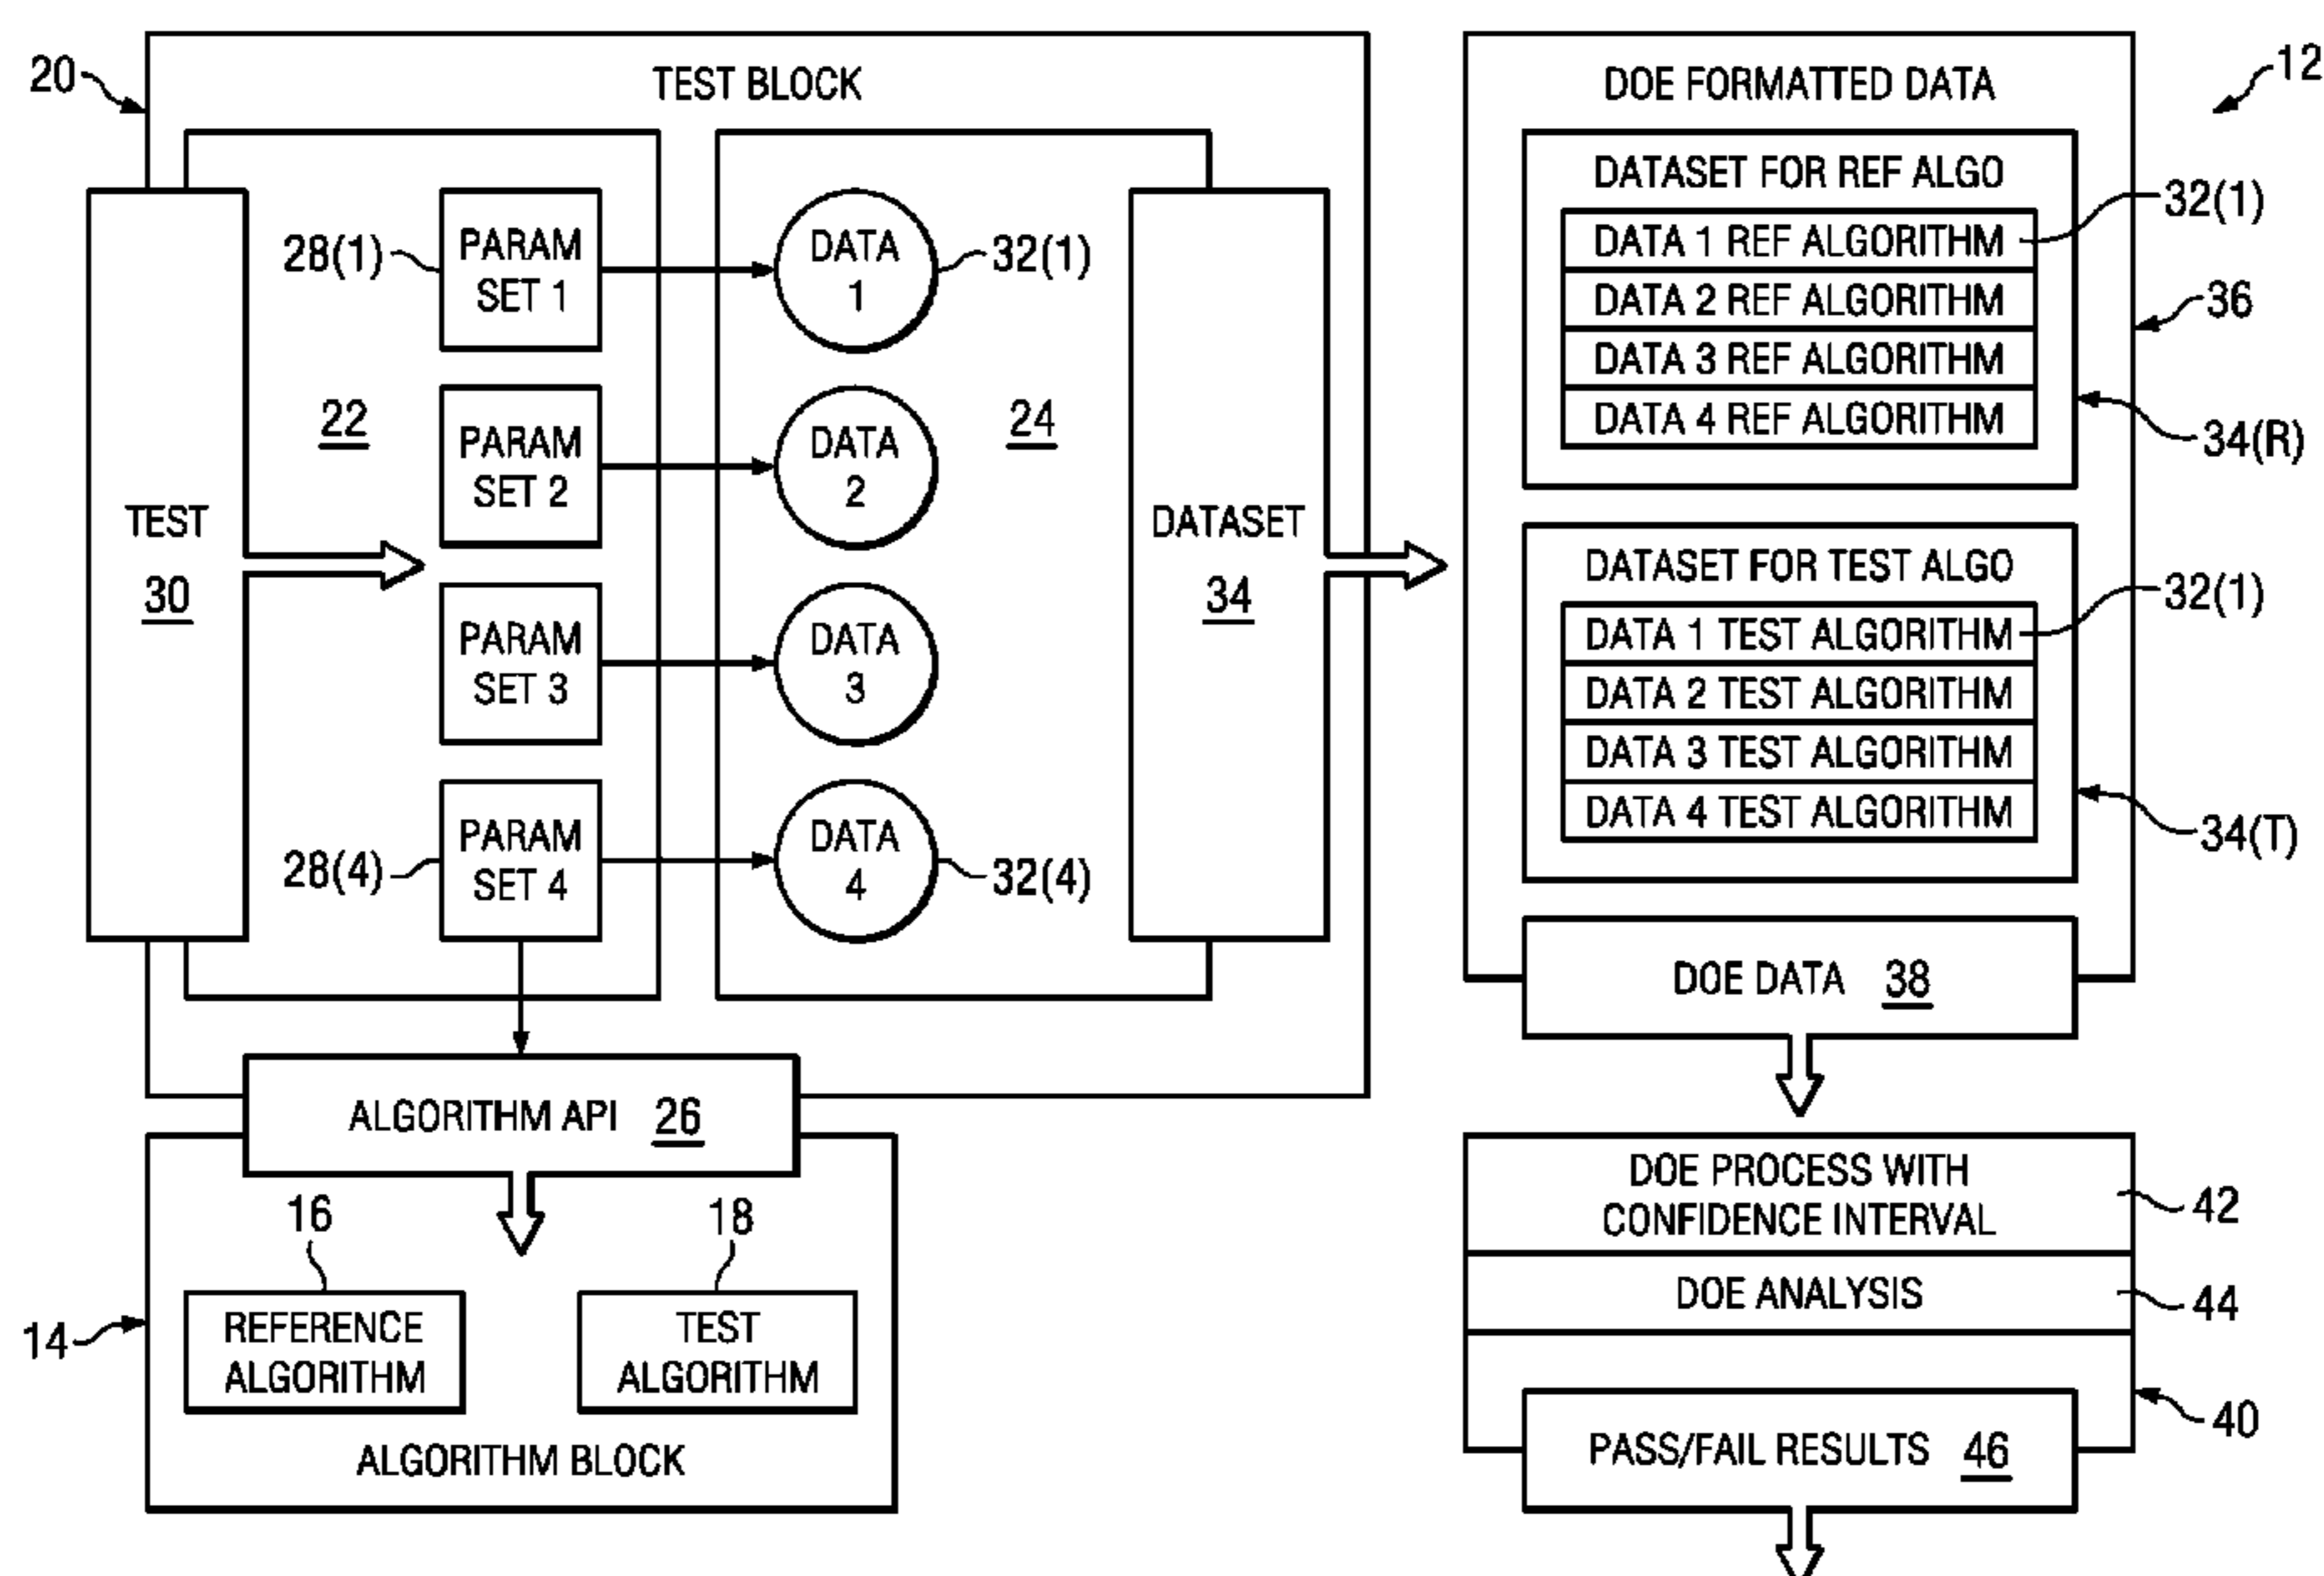 20
TEST BLOCK
28(1)
PARAM
SET 1
DATA
1
32(1)
22
PARAM
SET 2
DATA
2
24
TEST
30
DATASET
34
PARAM
SET 3
DATA
3
28(4)
PARAM
SET 4
DATA
4
32(4)
ALGORITHM API 26
16
18
14
REFERENCE
ALGORITHM
TEST
ALGORITHM
ALGORITHM BLOCK
12
DOE FORMATTED DATA
DATASET FOR REF ALGO
32(1)
DATA 1 REF ALGORITHM
DATA 2 REF ALGORITHM
36
DATA 3 REF ALGORITHM
DATA 4 REF ALGORITHM
34(R)
DATASET FOR TEST ALGO
32(1)
DATA 1 TEST ALGORITHM
DATA 2 TEST ALGORITHM
DATA 3 TEST ALGORITHM
DATA 4 TEST ALGORITHM
34(T)
DOE DATA 38
DOE PROCESS WITH
CONFIDENCE INTERVAL
42
DOE ANALYSIS
44
40
PASS/FAIL RESULTS 46